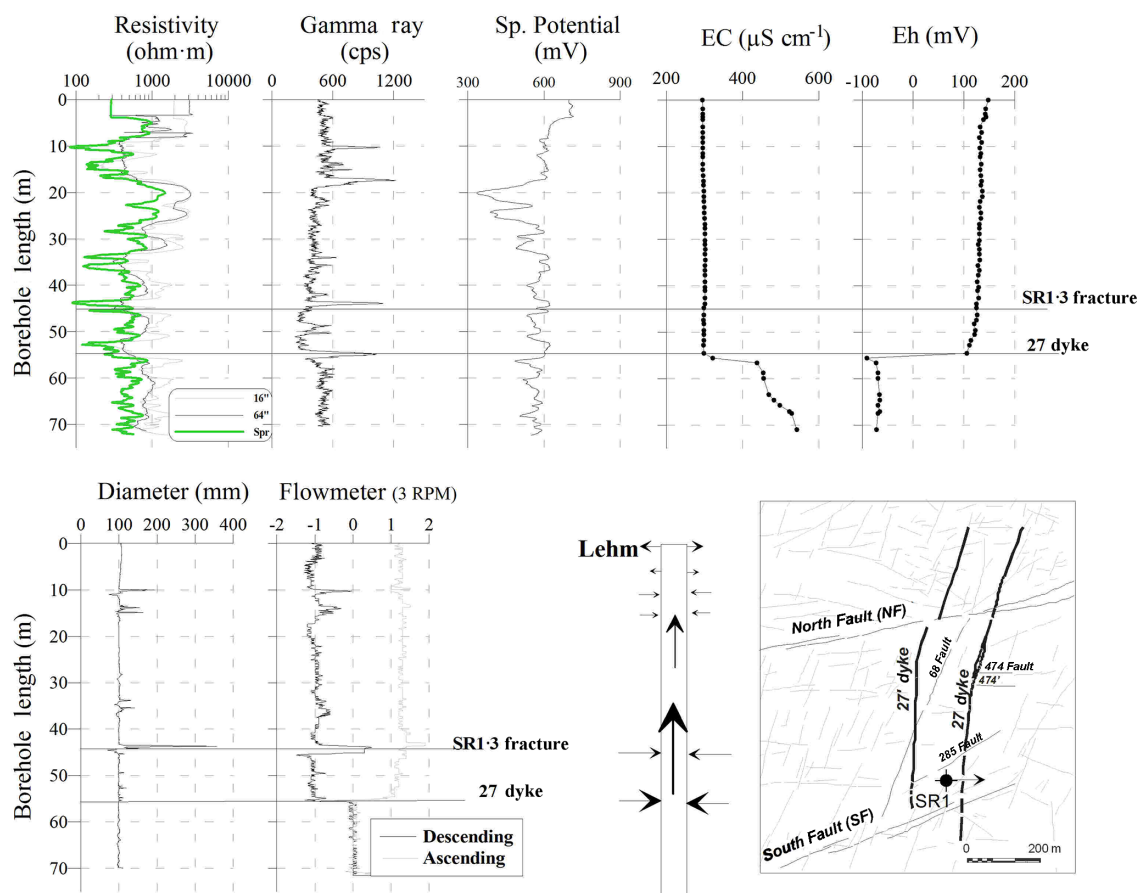 Resistivity
(ohm·m)
Gamma ray
(cps)
Sp. Potential
(mV)
EC (µS cm-1)
Eh (mV)
100 1000 10000
0 600 1200
300 600 900
200 400 600
-100 0 100 200
Borehole length (m)
0
10
20
30
40
50
60
70
16"
64"
Spr
SR1·3 fracture
27 dyke
Diameter (mm)
Flowmeter (3 RPM)
0 100 200 300 400
-2 -1 0 1 2
Borehole length (m)
0
10
20
30
40
50
60
70
Descending
Ascending
SR1·3 fracture
27 dyke
Lehm
North Fault (NF)
68 Fault
474 Fault
474'
27' dyke
27 dyke
285 Fault
SR1
South Fault (SF)
0 200 m